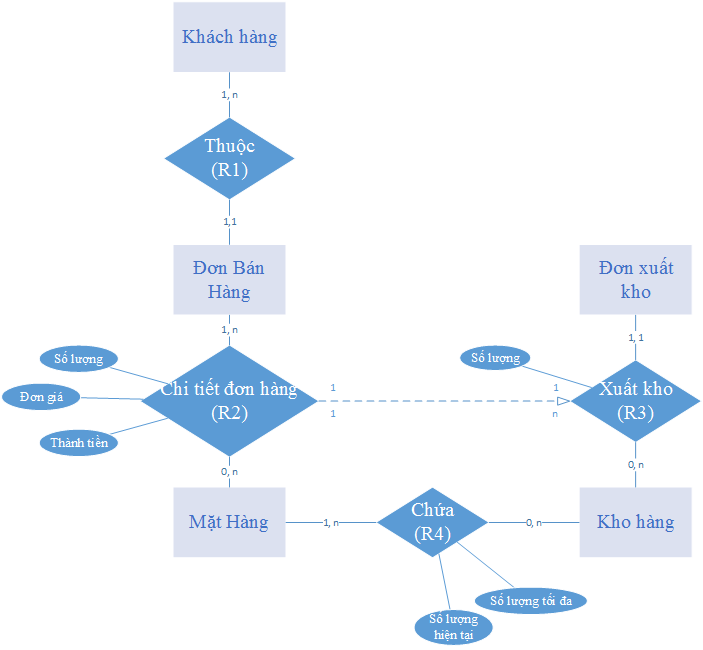 Khách hàng
1, n
Thuộc
(R1)
1,1
Đơn Bán
Hàng
Đơn xuất
kho
1, n
1, 1
Số lượng
Số lượng
Đơn giá
Chi tiết đơn hàng
(R2)
1
1
1
n
Xuất kho
(R3)
Thành tiền
0, n
0, n
Mặt Hàng
1, n
Chứa
(R4)
0, n
Kho hàng
Số lượng tối đa
Số lượng
hiện tại